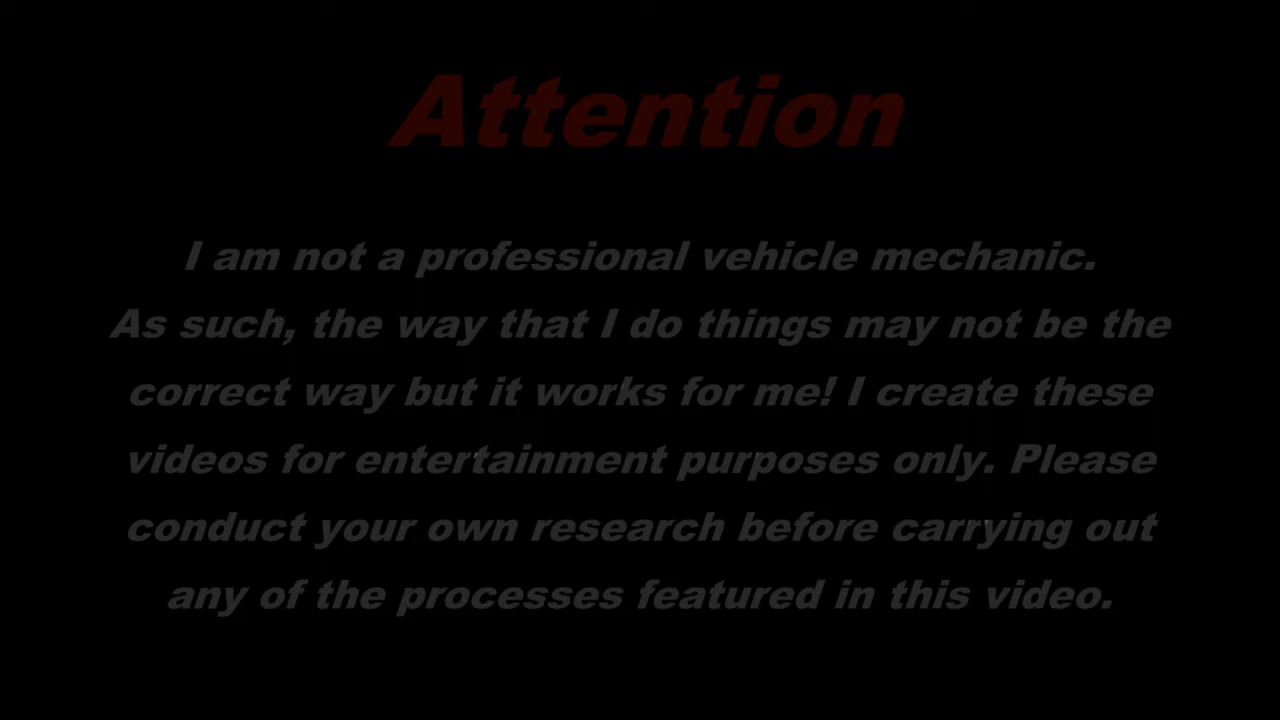 Attention
I am not a professional vehicle mechanic.
As such, the way that I do things may not be the
correct way but it works for me! I create these
videos for entertainment purposes only. Please
conduct your own research before carrying out
any of the processes featured in this video.